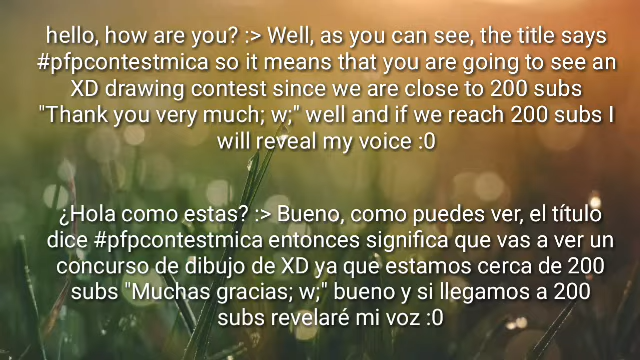 hello, how are you? :> Well, as you can see, the title says
#pfpcontestmica so it means that you are going to see an
XD drawing contest since we are close to 200 subs
"Thank you very much; w;" well and if we reach 200 subs I
will reveal my voice :0
¿Hola como estas? :> Bueno, como puedes ver, el título
dice #pfpcontestmica entonces significa que vas a ver un
concurso de dibujo de XD ya que estamos cerca de 200
subs "Muchas gracias; w;" bueno y si llegamos a 200
subs revelaré mi voz :0